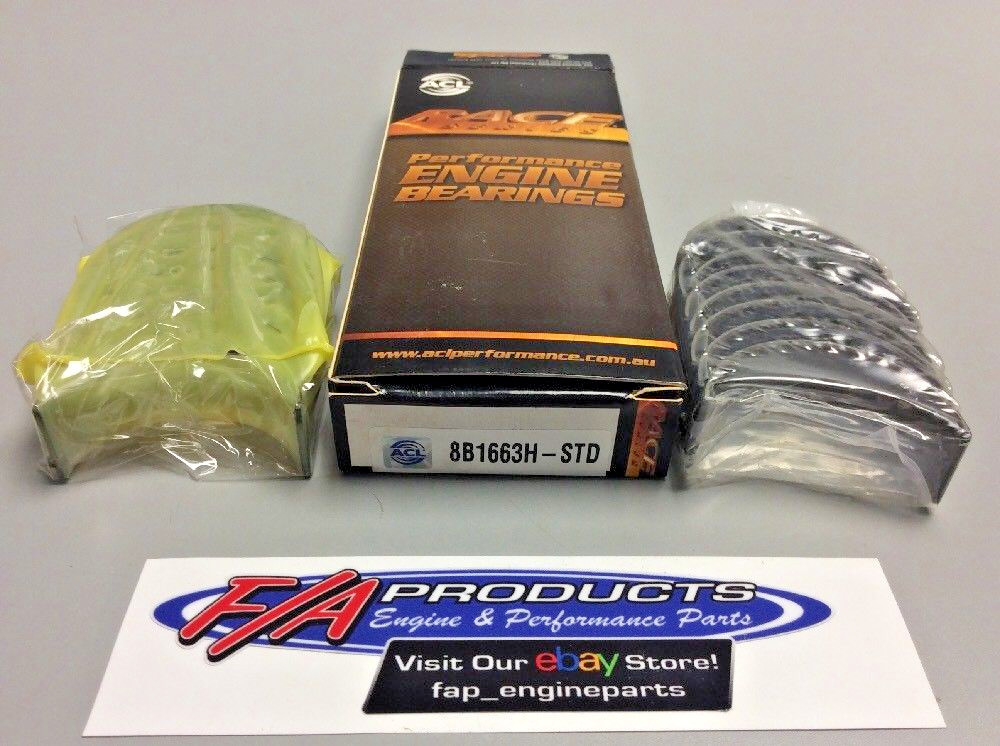 ACL
RACE
Performance
ENGINE
BEARINGS
www.aclperformance.com.au
ACL
8B1663H-STD
RACE
F/A PRODUCTS
Engine & Performance Parts
Visit Our ebay Store!
fap_engineparts